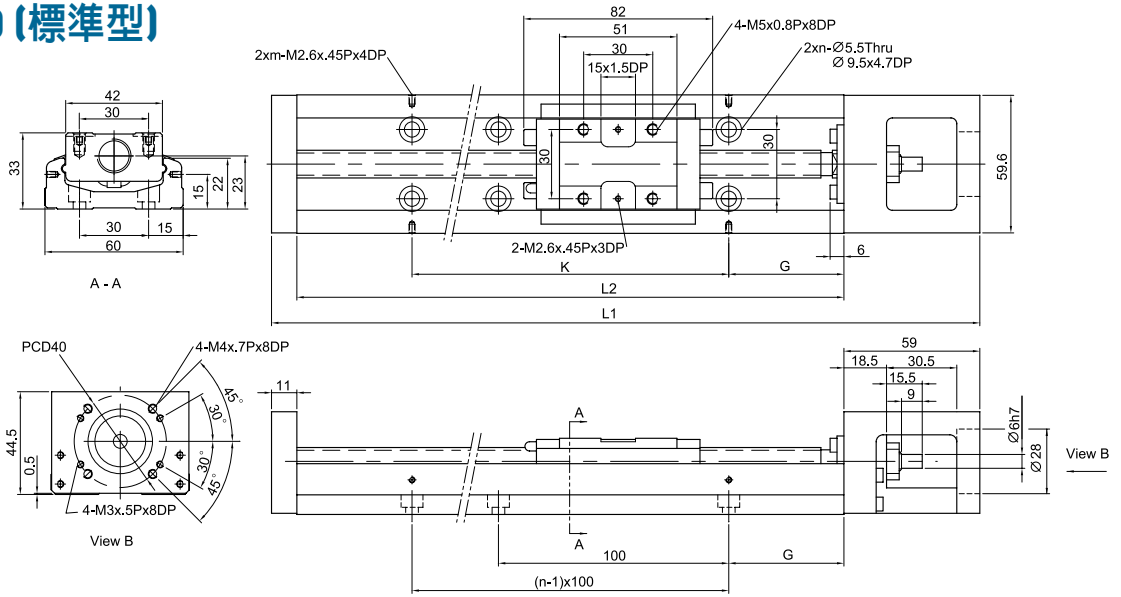 (標準型)
82
51
30
15x1.5DP
4-M5x0.8Px8DP
2xm-M2.6x.45Px4DP
2xn-Ø5.5Thru
Ø 9.5x4.7DP
42
30
33
15
22
23
30
15
60
A - A
30
30
59.6
2-M2.6x.45Px3DP
6
K
G
L2
L1
PCD40
4-M4x.7Px8DP
45°
30°
30°
45°
44.5
0.5
4-M3x.5Px8DP
View B
11
A
A
59
18.5
30.5
15.5
9
Ø6h7
Ø28
View B
100
G
(n-1)x100